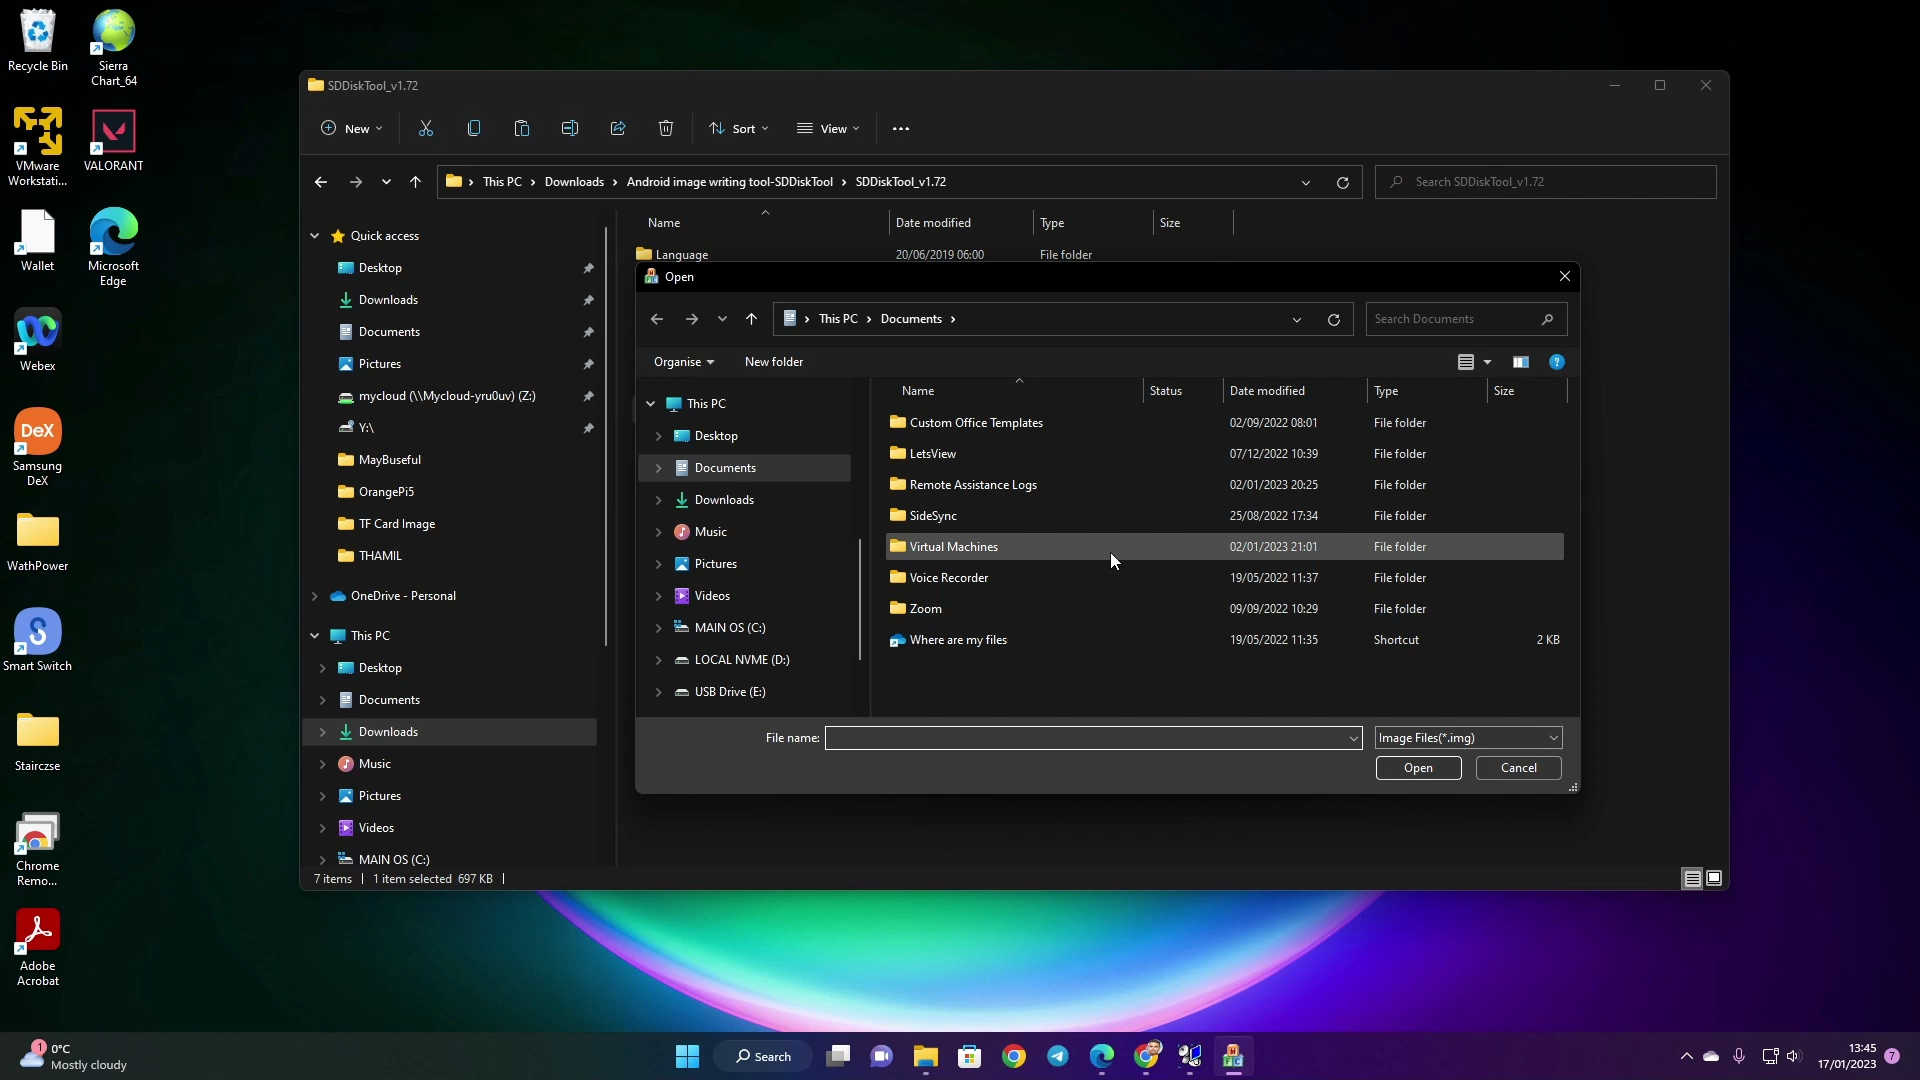 Recycle Bin
Sierra
Chart_64
VMware
Workstati...
VALORANT
Wallet
Microsoft
Edge
Webex
DeX
Samsung
DeX
WathPower
S
Smart Switch
Stairczse
Chrome
Remo...
Adobe
Acrobat
SDDiskTool_v1.72
New
Sort
View
This PC > Downloads > Android image writing tool-SDDiskTool > SDDiskTool_v1.72
Search SDDiskTool_v1.72
Quick access
Desktop
Downloads
Documents
Pictures
mycloud (\\Mycloud-yru0uv) (Z:)
Y:\
MayBuseful
OrangePi5
TF Card Image
THAMIL
OneDrive - Personal
This PC
Desktop
Documents
Downloads
Music
Pictures
Videos
MAIN OS (C:)
7 items
1 item selected 697 KB
Name Date modified Type Size
Language 20/06/2019 06:00 File folder
Open
This PC > Documents >
Search Documents
Organise
New folder
This PC
Desktop
Documents
Downloads
Music
Pictures
Videos
MAIN OS (C:)
LOCAL NVME (D:)
USB Drive (E:)
Name Status Date modified Type Size
Custom Office Templates 02/09/2022 08:01 File folder
LetsView 07/12/2022 10:39 File folder
Remote Assistance Logs 02/01/2023 20:25 File folder
SideSync 25/08/2022 17:34 File folder
Virtual Machines 02/01/2023 21:01 File folder
Voice Recorder 19/05/2022 11:37 File folder
Zoom 09/09/2022 10:29 File folder
Where are my files 19/05/2022 11:35 Shortcut 2 KB
File name:
Image Files(*.img)
Open
Cancel
1
0°C
Mostly cloudy
Search
13:45
17/01/2023
7